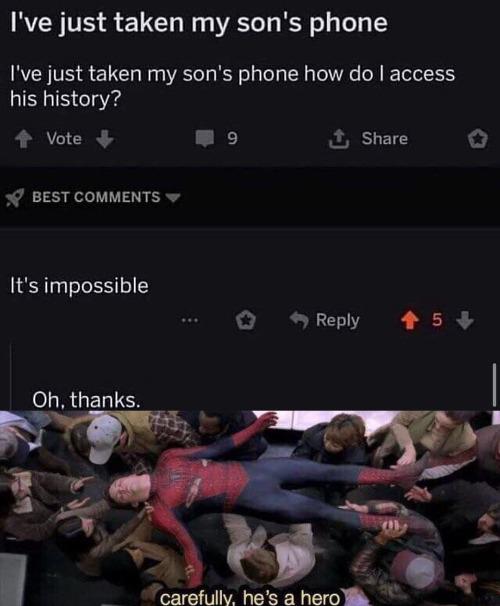 I've just taken my son's phone
I've just taken my son's phone how do I access
his history?
Vote 9 Share
BEST COMMENTS
It's impossible
... Reply 5
Oh, thanks.
carefully, he's a hero